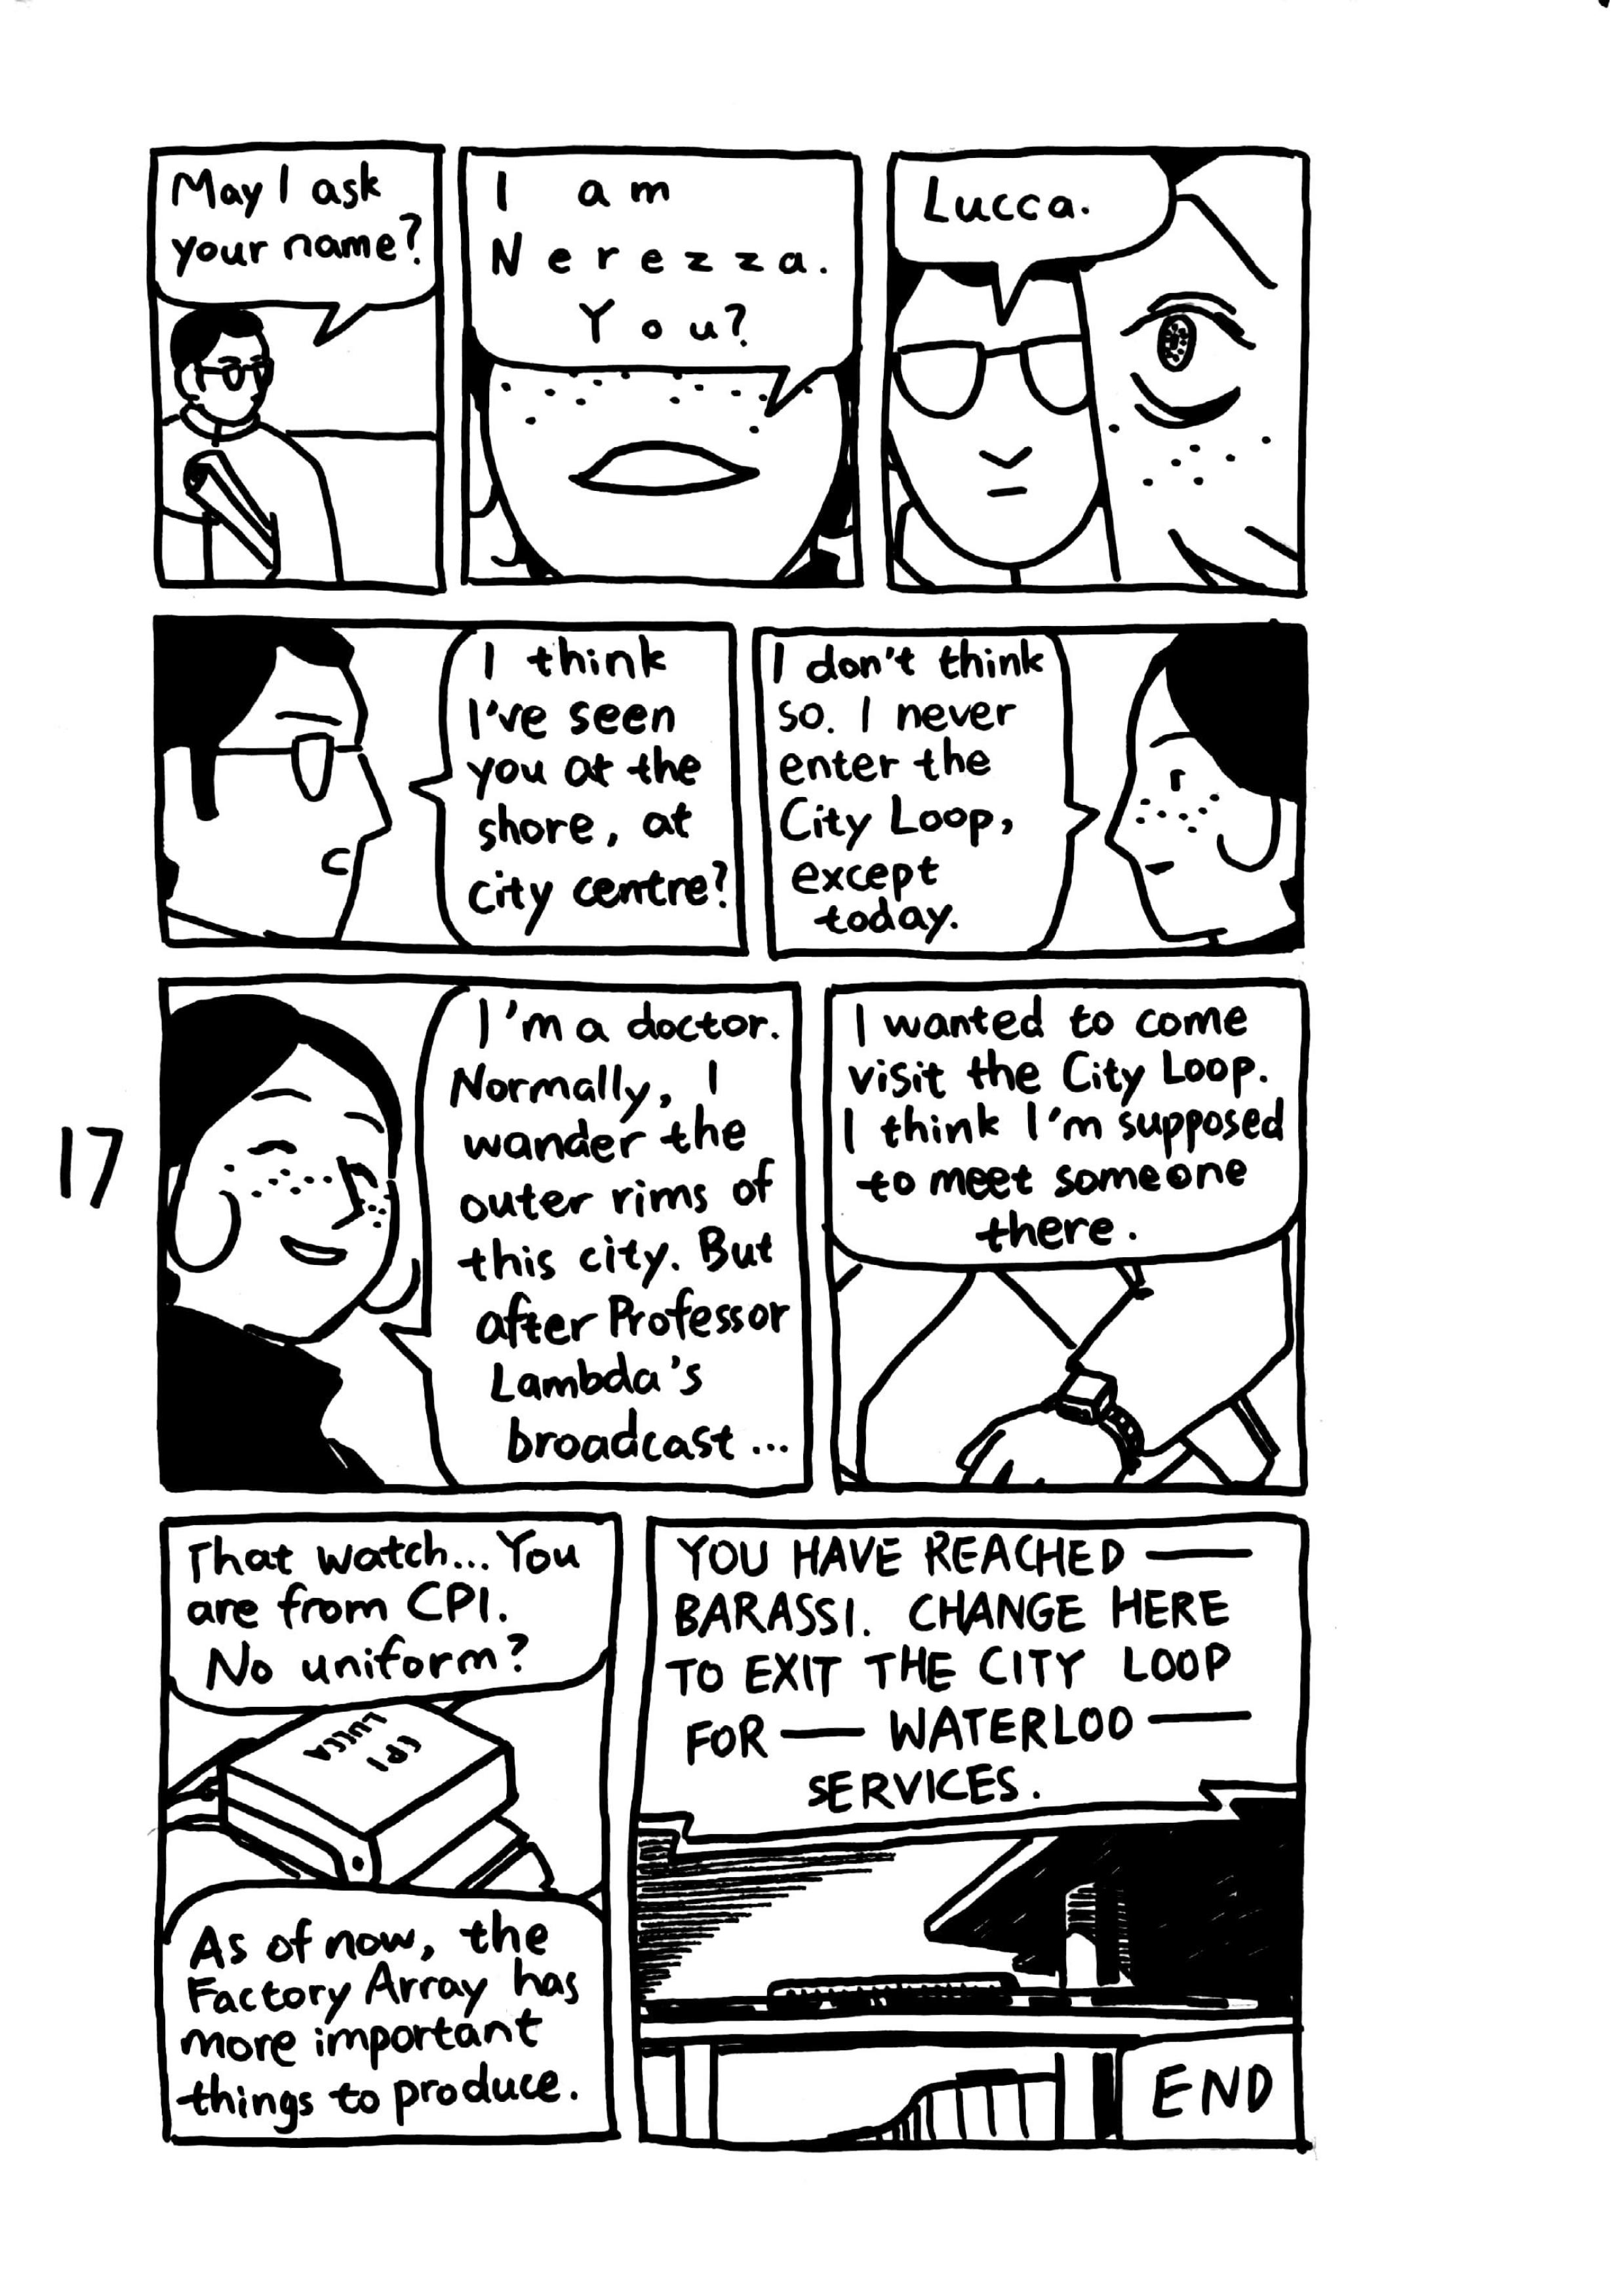 May I ask
your name?
I am
Nerezza.
You?
Lucca.
I think
I've seen
you at the
shore, at
city centre?
I don't think
so. I never
enter the
City Loop,
except
today.
I'm a doctor.
Normally, I
wander the
outer rims of
this city. But
after Professor
Lambda's
broadcast...
I wanted to come
visit the City Loop.
I think I'm supposed
to meet someone
there.
17
That watch... You
are from CPI.
No uniform?
LUCCA
CPI
As of now, the
Factory Array has
more important
things to produce.
YOU HAVE REACHED —
BARASSI. CHANGE HERE
TO EXIT THE CITY LOOP
FOR — WATERLOO —
SERVICES.
END